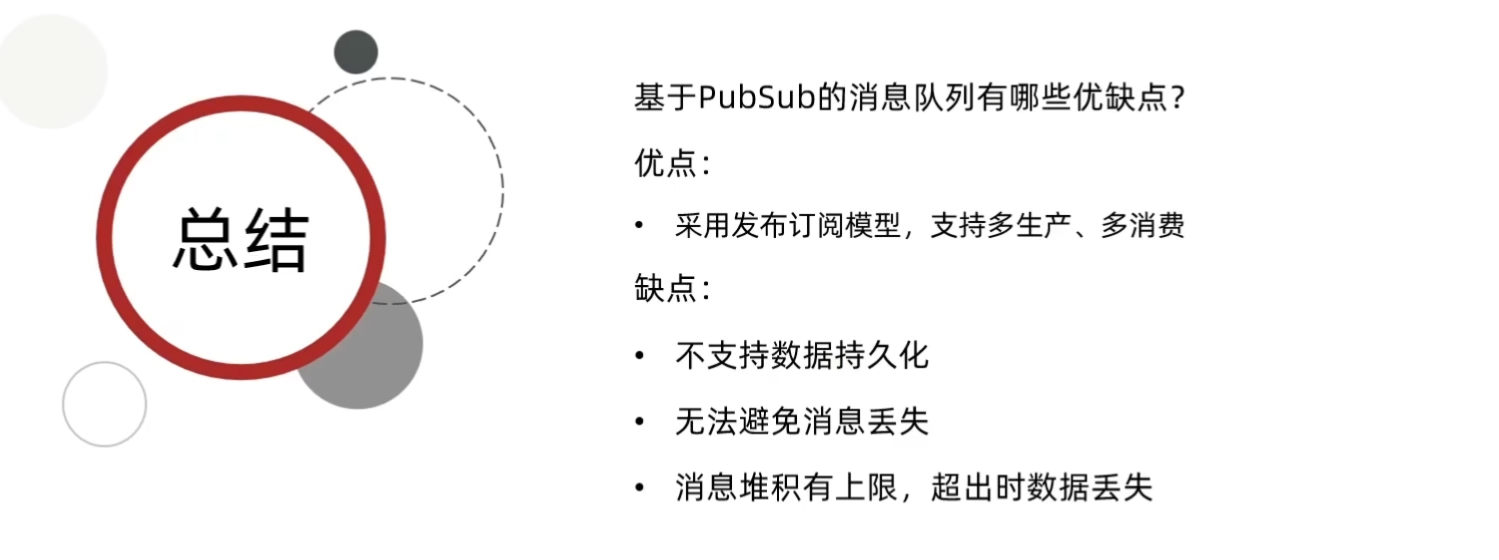 总结
基于PubSub的消息队列有哪些优缺点？
优点：
• 采用发布订阅模型，支持多生产、多消费
缺点：
• 不支持数据持久化
• 无法避免消息丢失
• 消息堆积有上限，超出时数据丢失